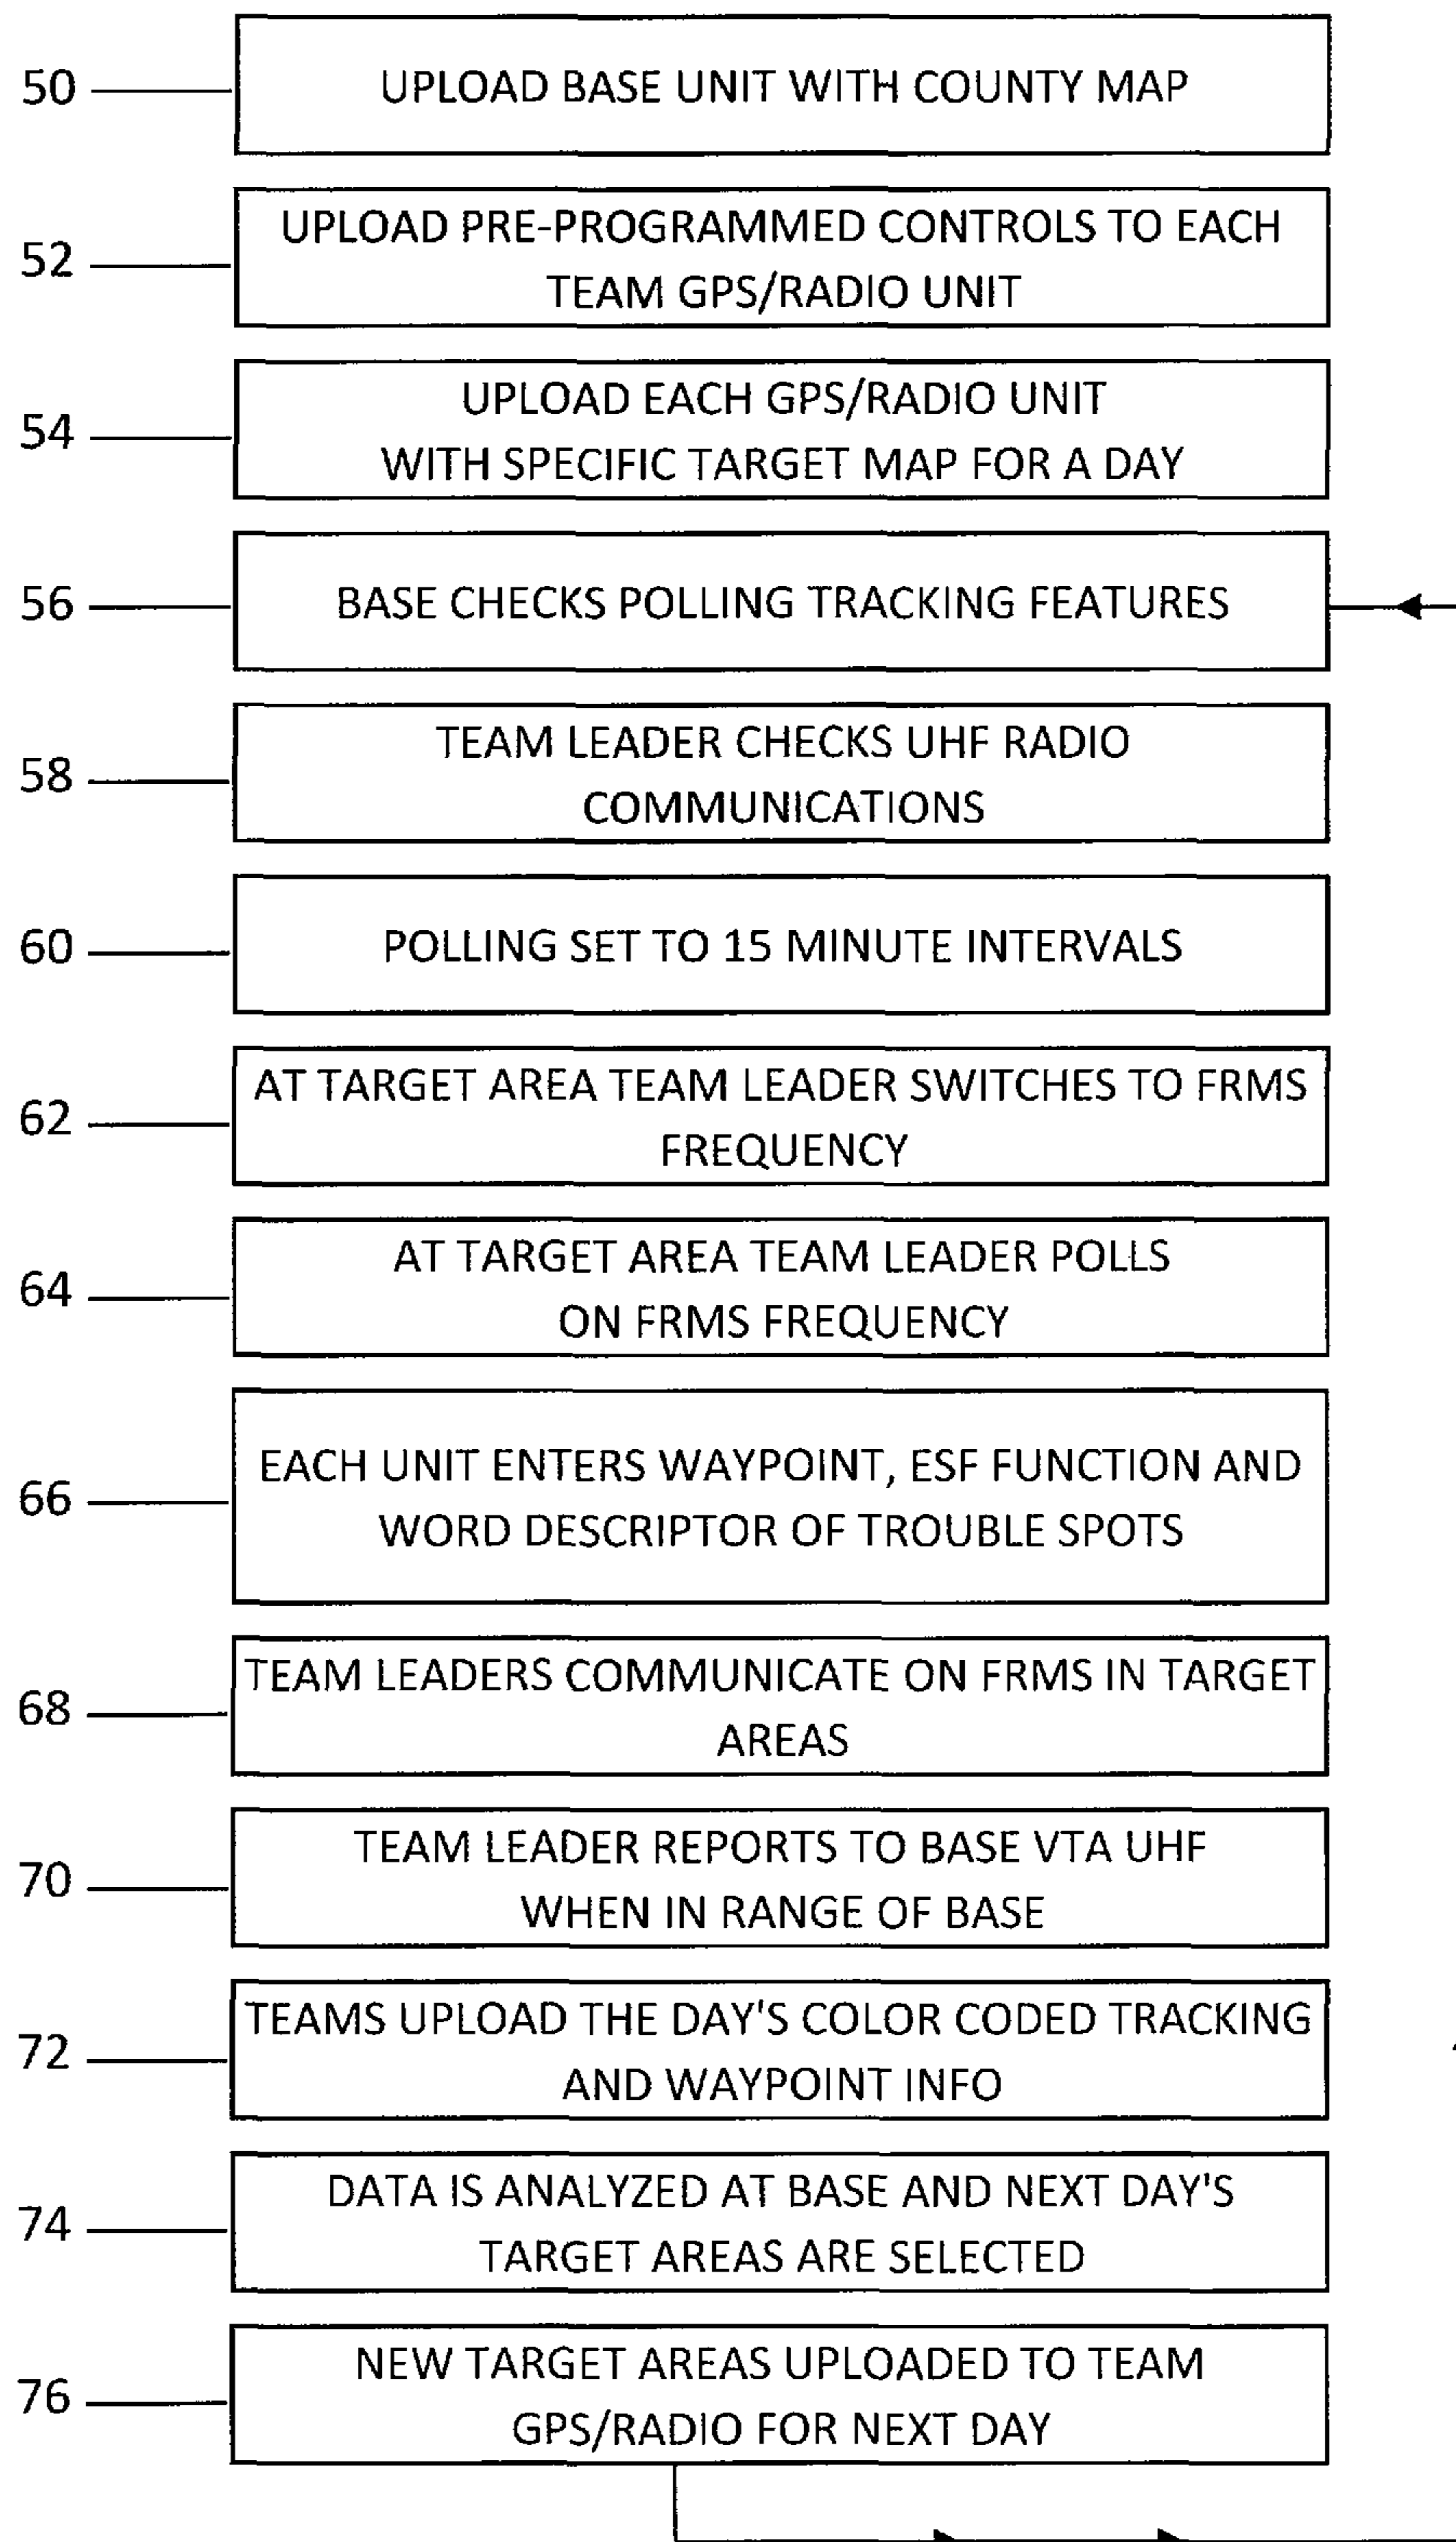 50
UPLOAD BASE UNIT WITH COUNTY MAP
52
UPLOAD PRE-PROGRAMMED CONTROLS TO EACH
TEAM GPS/RADIO UNIT
54
UPLOAD EACH GPS/RADIO UNIT
WITH SPECIFIC TARGET MAP FOR A DAY
56
BASE CHECKS POLLING TRACKING FEATURES
58
TEAM LEADER CHECKS UHF RADIO
COMMUNICATIONS
60
POLLING SET TO 15 MINUTE INTERVALS
62
AT TARGET AREA TEAM LEADER SWITCHES TO FRMS
FREQUENCY
64
AT TARGET AREA TEAM LEADER POLLS
ON FRMS FREQUENCY
66
EACH UNIT ENTERS WAYPOINT, ESF FUNCTION AND
WORD DESCRIPTOR OF TROUBLE SPOTS
68
TEAM LEADERS COMMUNICATE ON FRMS IN TARGET
AREAS
70
TEAM LEADER REPORTS TO BASE VTA UHF
WHEN IN RANGE OF BASE
72
TEAMS UPLOAD THE DAY'S COLOR CODED TRACKING
AND WAYPOINT INFO
74
DATA IS ANALYZED AT BASE AND NEXT DAY'S
TARGET AREAS ARE SELECTED
76
NEW TARGET AREAS UPLOADED TO TEAM
GPS/RADIO FOR NEXT DAY